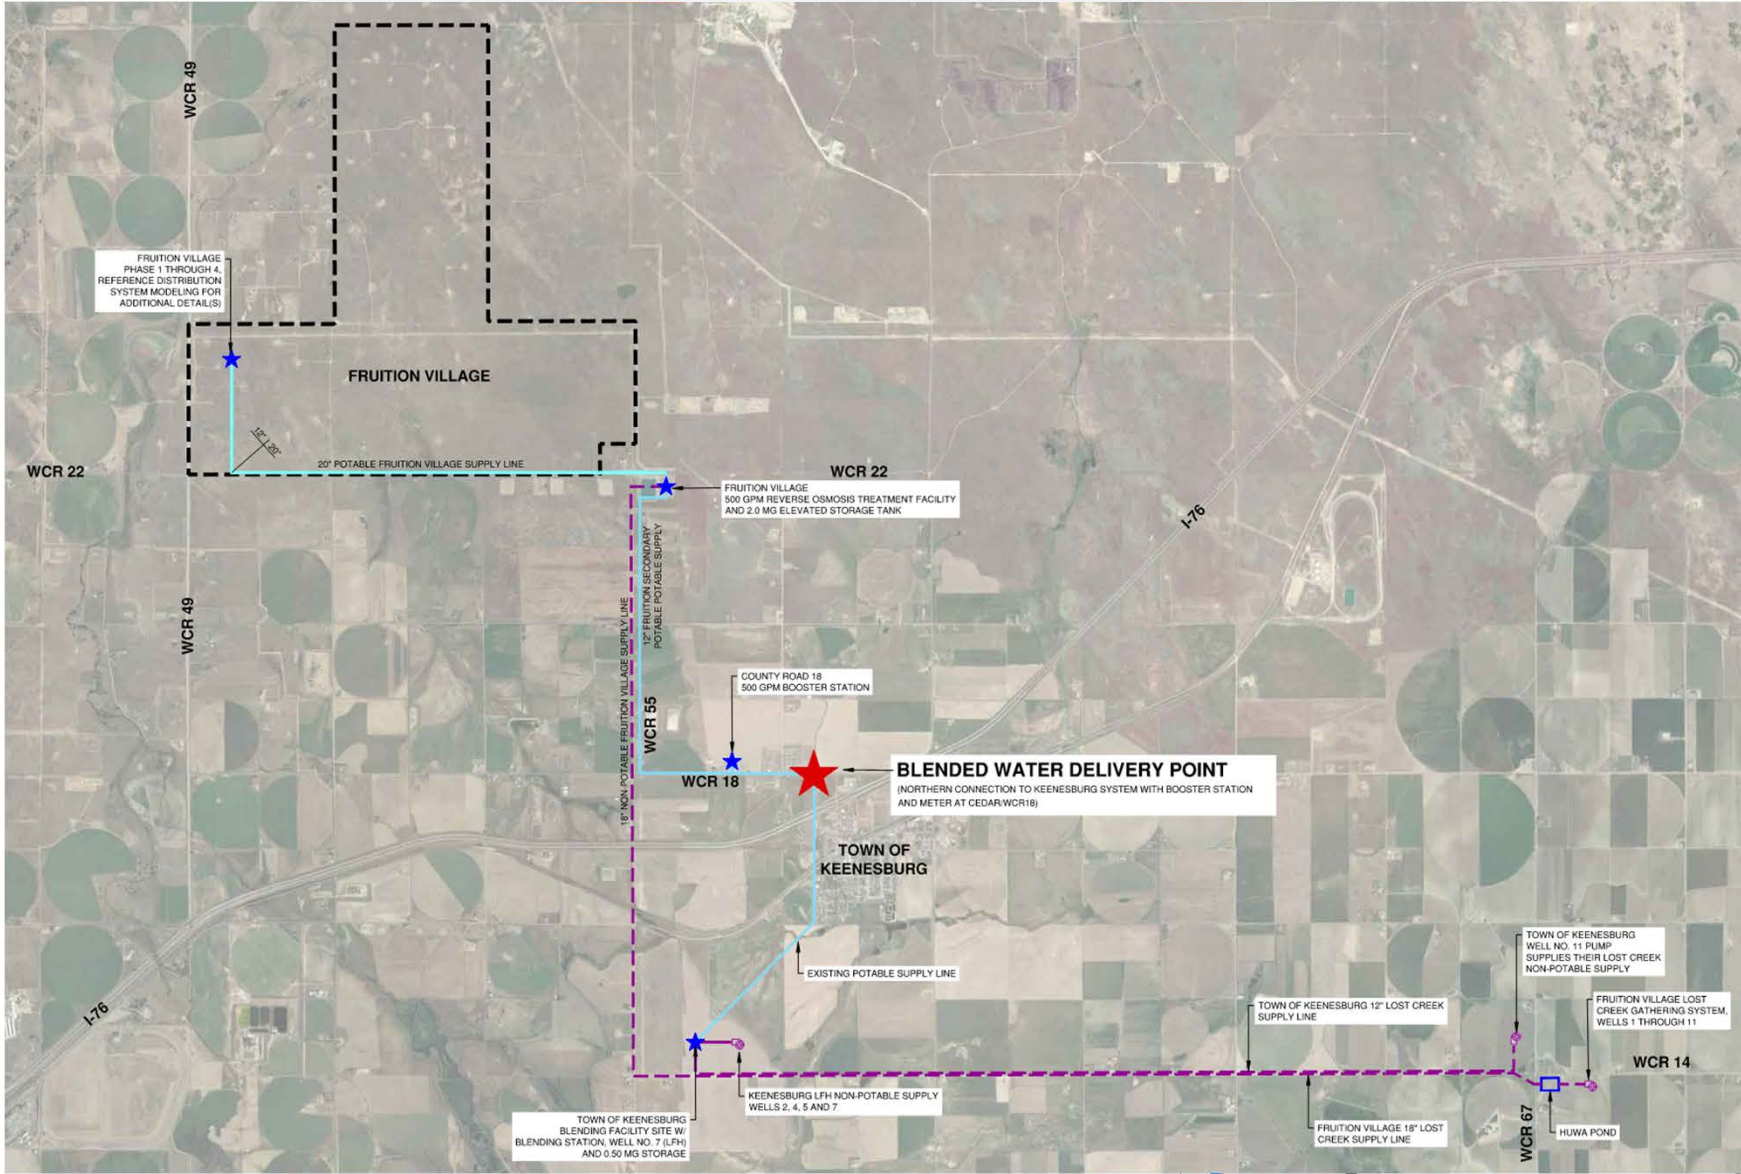 WCR 49
FRUITION VILLAGE
PHASE 1 THROUGH 4,
REFERENCE DISTRIBUTION
SYSTEM MODELING FOR
ADDITIONAL DETAIL(S)
FRUITION VILLAGE
12" 20"
20" POTABLE FRUITION VILLAGE SUPPLY LINE
WCR 22
WCR 22
FRUITION VILLAGE
500 GPM REVERSE OSMOSIS TREATMENT FACILITY
AND 2.0 MG ELEVATED STORAGE TANK
I-76
WCR 49
12" FRUITION SECONDARY
POTABLE POTABLE SUPPLY
18" NON-POTABLE FRUITION VILLAGE SUPPLY LINE
WCR 55
COUNTY ROAD 18
500 GPM BOOSTER STATION
WCR 18
BLENDED WATER DELIVERY POINT
(NORTHERN CONNECTION TO KEENESBURG SYSTEM WITH BOOSTER STATION
AND METER AT CEDAR/WCR18)
TOWN OF
KEENESBURG
EXISTING POTABLE SUPPLY LINE
TOWN OF KEENESBURG
WELL NO. 11 PUMP
SUPPLIES THEIR LOST CREEK
NON-POTABLE SUPPLY
TOWN OF KEENESBURG 12" LOST CREEK
SUPPLY LINE
FRUITION VILLAGE LOST
CREEK GATHERING SYSTEM,
WELLS 1 THROUGH 11
I-76
WCR 14
KEENESBURG LFH NON-POTABLE SUPPLY
WELLS 2, 4, 5 AND 7
TOWN OF KEENESBURG
BLENDING FACILITY SITE W/
BLENDING STATION, WELL NO. 7 (LFH)
AND 0.50 MG STORAGE
FRUITION VILLAGE 18" LOST
CREEK SUPPLY LINE
WCR 67
HUWA POND